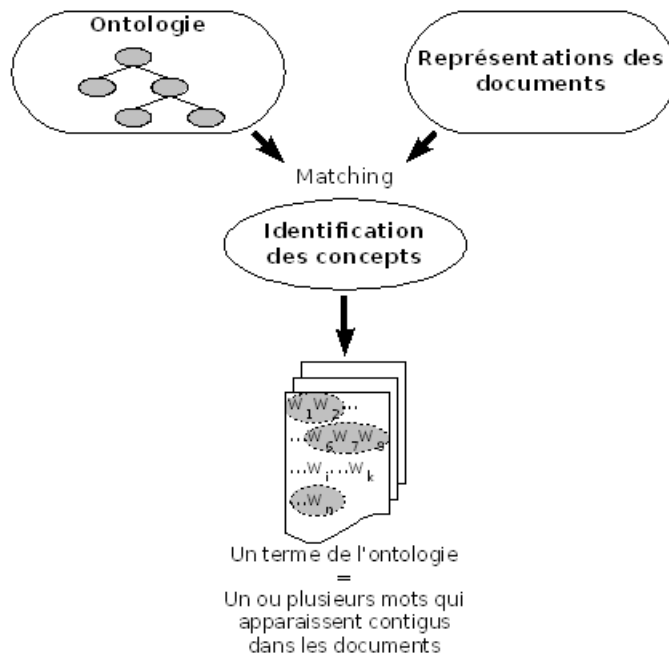 Ontologie
Représentations des
documents
Matching
Identification
des concepts
W1W2...
...W6W7W8
...Wi...Wk
...Wn
Un terme de l'ontologie
=
Un ou plusieurs mots qui
apparaissent contigus
dans les documents